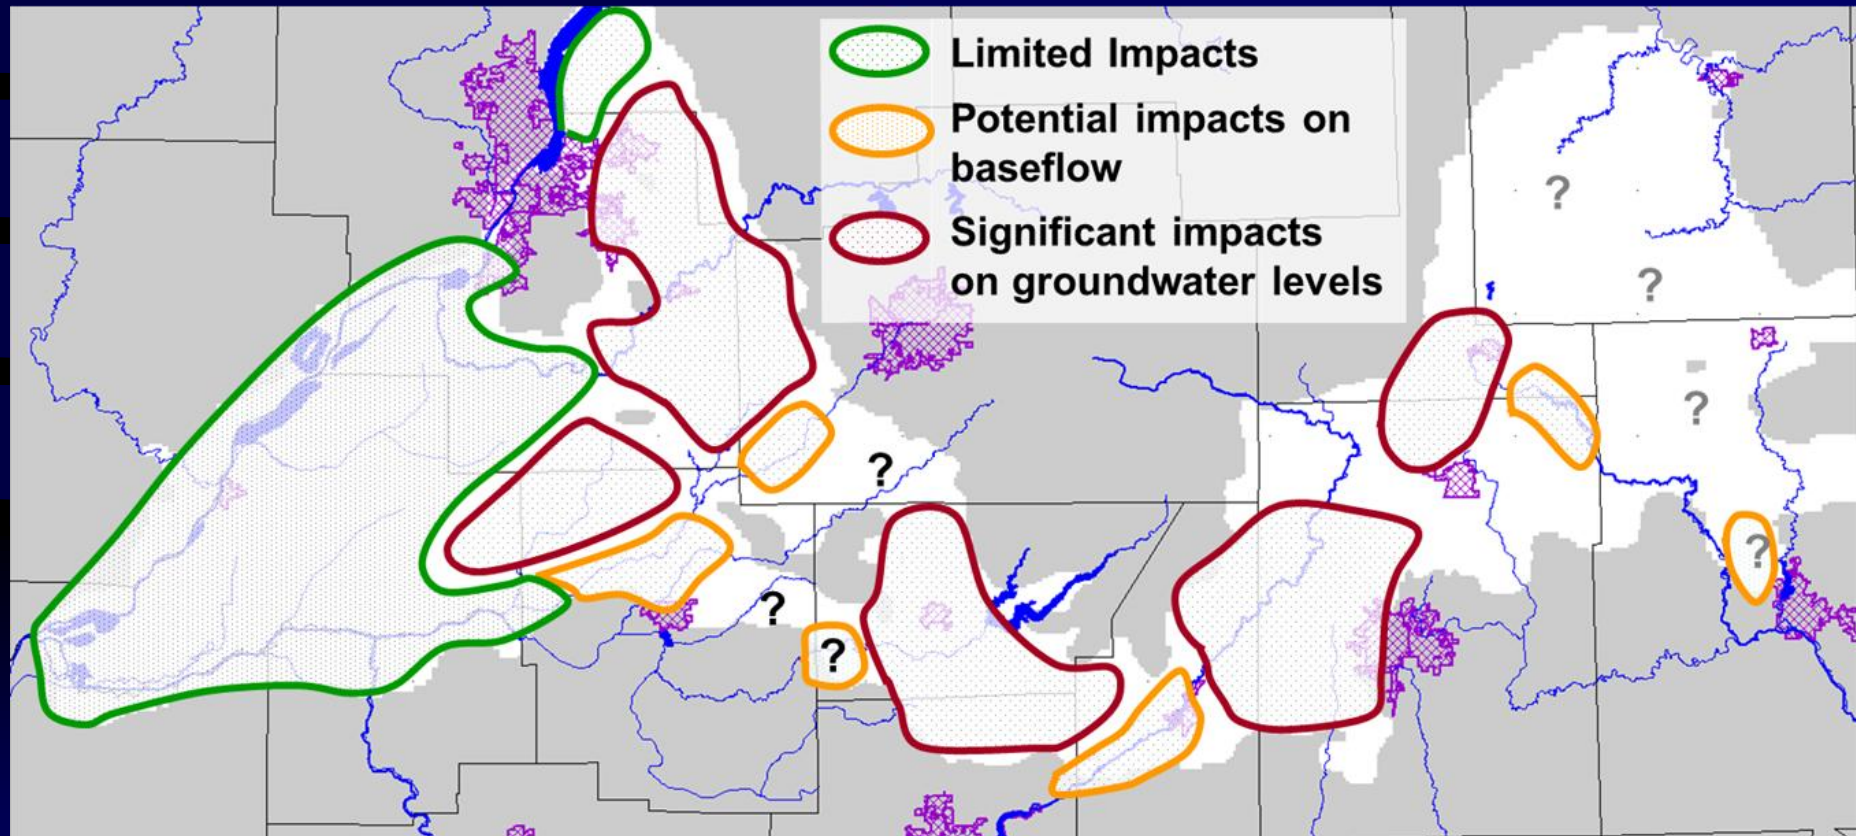 Limited Impacts
Potential impacts on
baseflow
Significant impacts
on groundwater levels
?
?
?
?
?
?
?